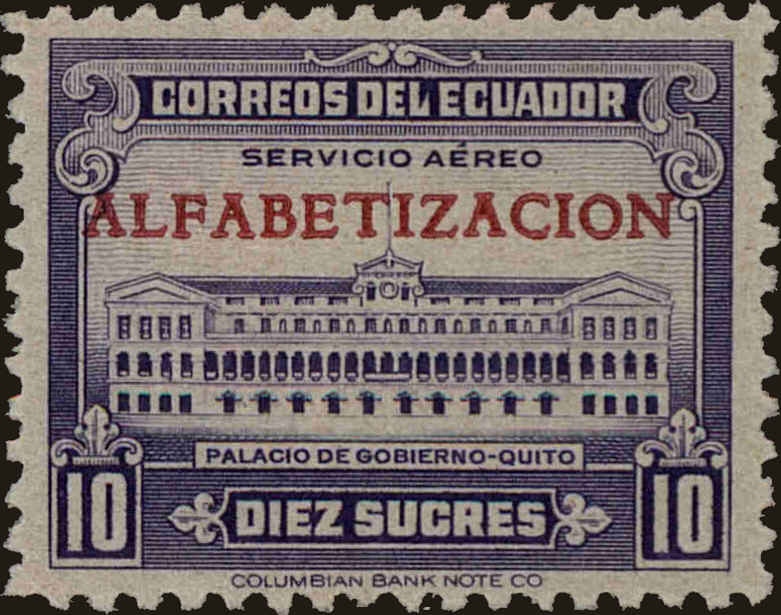 CORREOS DEL ECUADOR
SERVICIO AÉREO
ALFABETIZACION
PALACIO DE GOBIERNO-QUITO
10 DIEZ SUCRES 10
COLUMBIAN BANK NOTE CO